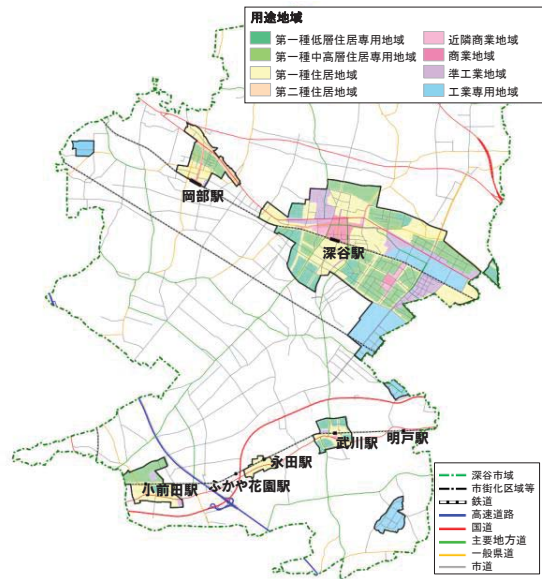 用途地域
第一種低層住居専用地域
第一種中高層住居専用地域
第一種住居地域
第二種住居地域
近隣商業地域
商業地域
準工業地域
工業専用地域
岡部駅
深谷駅
武川駅
明戸駅
永田駅
ふかや花園駅
小前田駅
深谷市域
市街化区域等
鉄道
高速道路
国道
主要地方道
一般県道
市道